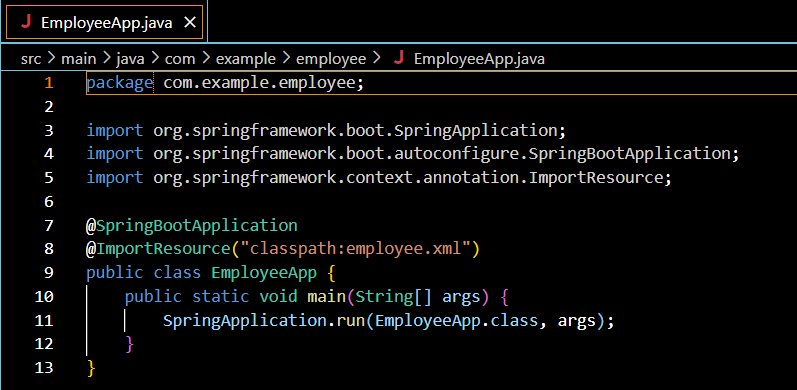 J EmployeeApp.java ×
src > main > java > com > example > employee > J EmployeeApp.java
1 package com.example.employee;
2
3 import org.springframework.boot.SpringApplication;
4 import org.springframework.boot.autoconfigure.SpringBootApplication;
5 import org.springframework.context.annotation.ImportResource;
6
7 @SpringBootApplication
8 @ImportResource("classpath:employee.xml")
9 public class EmployeeApp {
10     public static void main(String[] args) {
11         SpringApplication.run(EmployeeApp.class, args);
12     }
13 }